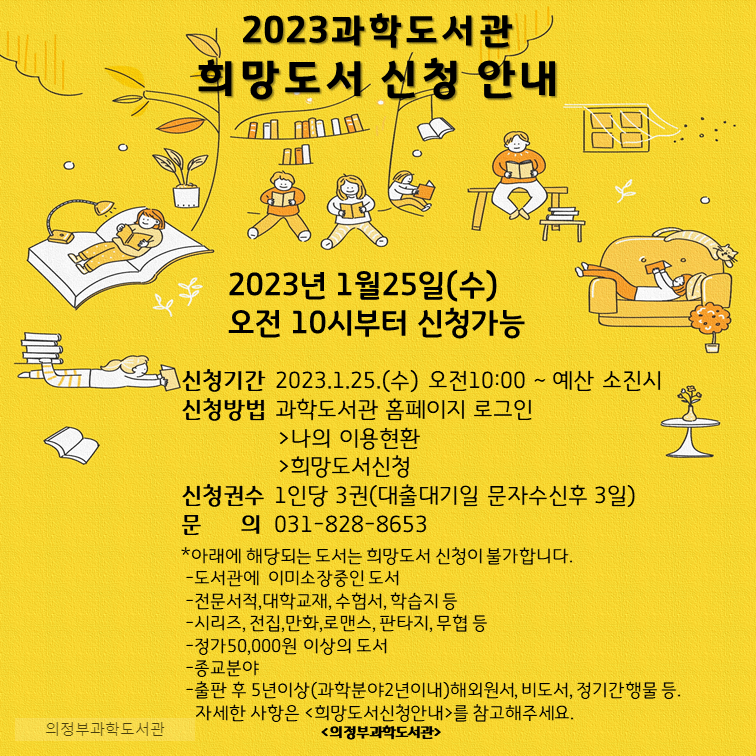 2023과학도서관
희망도서 신청 안내
2023년 1월25일(수)
오전 10시부터 신청가능
신청기간 2023.1.25.(수) 오전10:00 ~ 예산 소진시
신청방법 과학도서관 홈페이지 로그인
>나의 이용현환
>희망도서신청
신청권수 1인당 3권(대출대기일 문자수신후 3일)
문 의 031-828-8653
*아래에 해당되는 도서는 희망도서 신청이 불가합니다.
-도서관에 이미소장중인 도서
-전문서적,대학교재, 수험서, 학습지 등
-시리즈, 전집,만화,로맨스, 판타지, 무협 등
-정가50,000원 이상의 도서
-종교분야
-출판 후 5년이상(과학분야2년이내)해외원서, 비도서, 정기간행물 등.
자세한 사항은 <희망도서신청안내>를 참고해주세요.
의정부과학도서관
<의정부과학도서관>